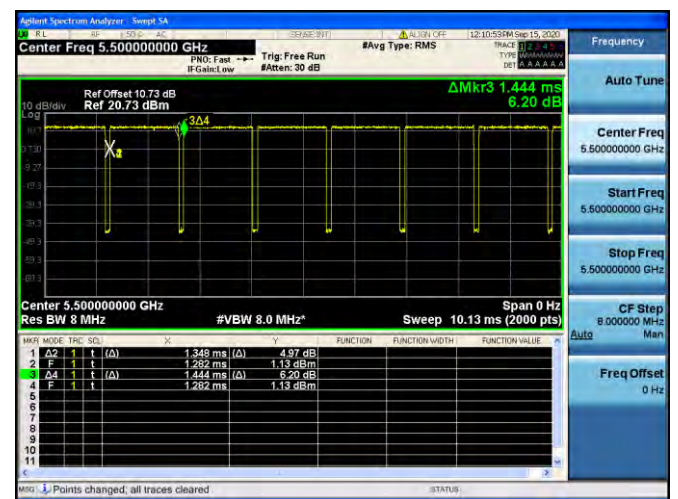 Agilent Spectrum Analyzer - Swept SA
RL RF 50 Ω AC SENSE:INT ALIGN OFF 12:10:53 PM Sep 15, 2020
Center Freq 5.500000000 GHz #Avg Type: RMS TRACE 1 2 3 4 5 6
PNO: Fast Trig: Free Run TYPE
IFGain:Low #Atten: 30 dB DET A A A A A A
Frequency
Auto Tune
Center Freq
5.500000000 GHz
Start Freq
5.500000000 GHz
Stop Freq
5.500000000 GHz
CF Step
8.000000 MHz
Auto Man
Freq Offset
0 Hz
Ref Offset 10.73 dB ΔMkr3 1.444 ms
10 dB/div Ref 20.73 dBm 6.20 dB
Log
3Δ4
X
Center 5.500000000 GHz Span 0 Hz
Res BW 8 MHz #VBW 8.0 MHz* Sweep 10.13 ms (2000 pts)
MKR MODE TRC SCL X Y FUNCTION FUNCTION WIDTH FUNCTION VALUE
1 Δ2 1 t (Δ) 1.348 ms (Δ) 4.97 dB
2 F 1 t 1.282 ms 1.13 dBm
3 Δ4 1 t (Δ) 1.444 ms (Δ) 6.20 dB
4 F 1 t 1.282 ms 1.13 dBm
5
6
7
8
9
10
11
MSG Points changed; all traces cleared STATUS